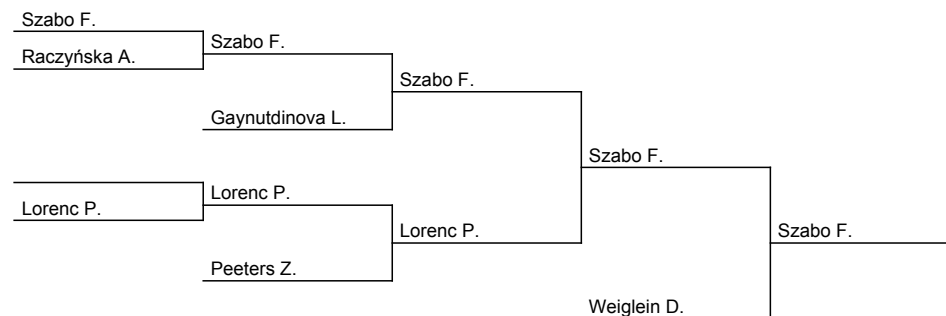 Szabo F.
Raczyńska A.
Szabo F.
Gaynutdinova L.
Szabo F.
Lorenc P.
Lorenc P.
Peeters Z.
Lorenc P.
Szabo F.
Weiglein D.
Szabo F.